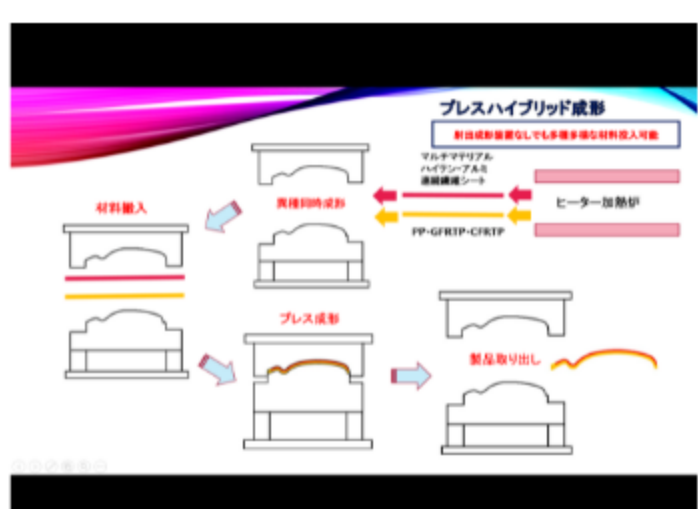 プレスハイブリッド成形
射出成形装置なしでも多種多様な材料投入可能
マルチマテリアル
ハイテン・アルミ
連続繊維シート
ヒーター加熱炉
PP・GFRTP・CFRTP
異種同時成形
材料搬入
プレス成形
製品取り出し